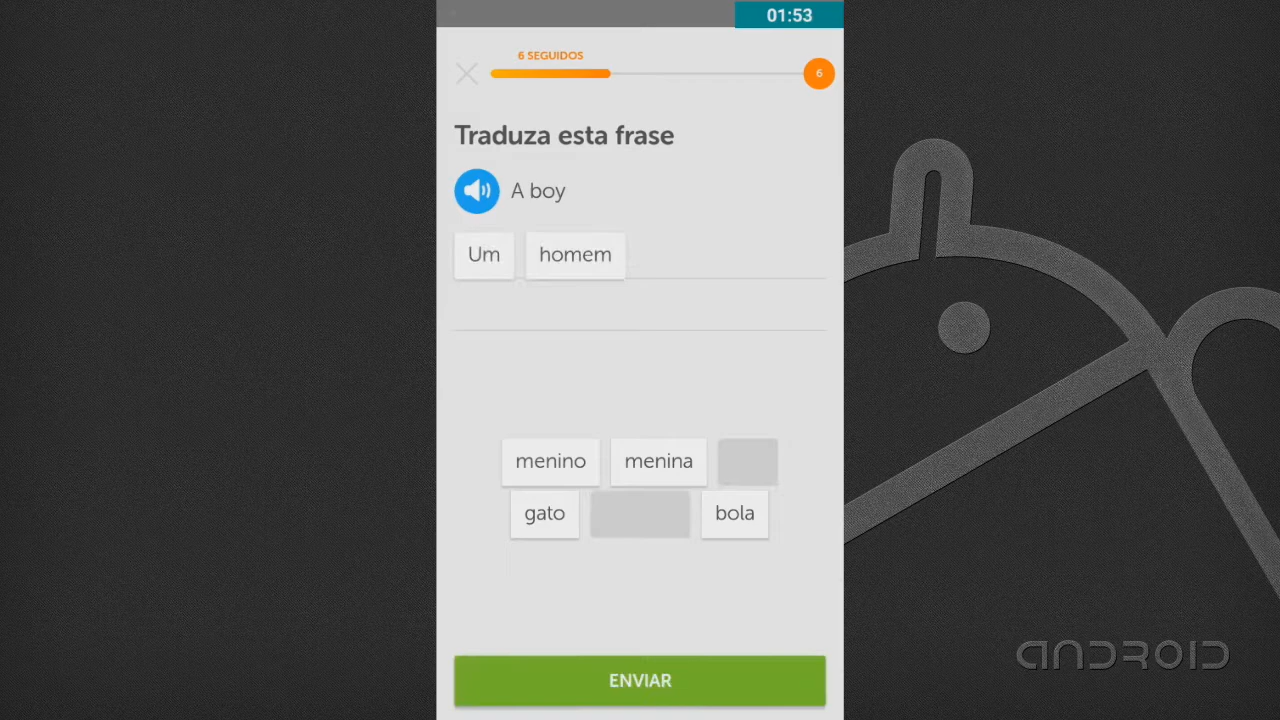 01:53
6 SEGUIDOS
6
Traduza esta frase
A boy
Um homem
menino menina
gato bola
ENVIAR
ANDROID